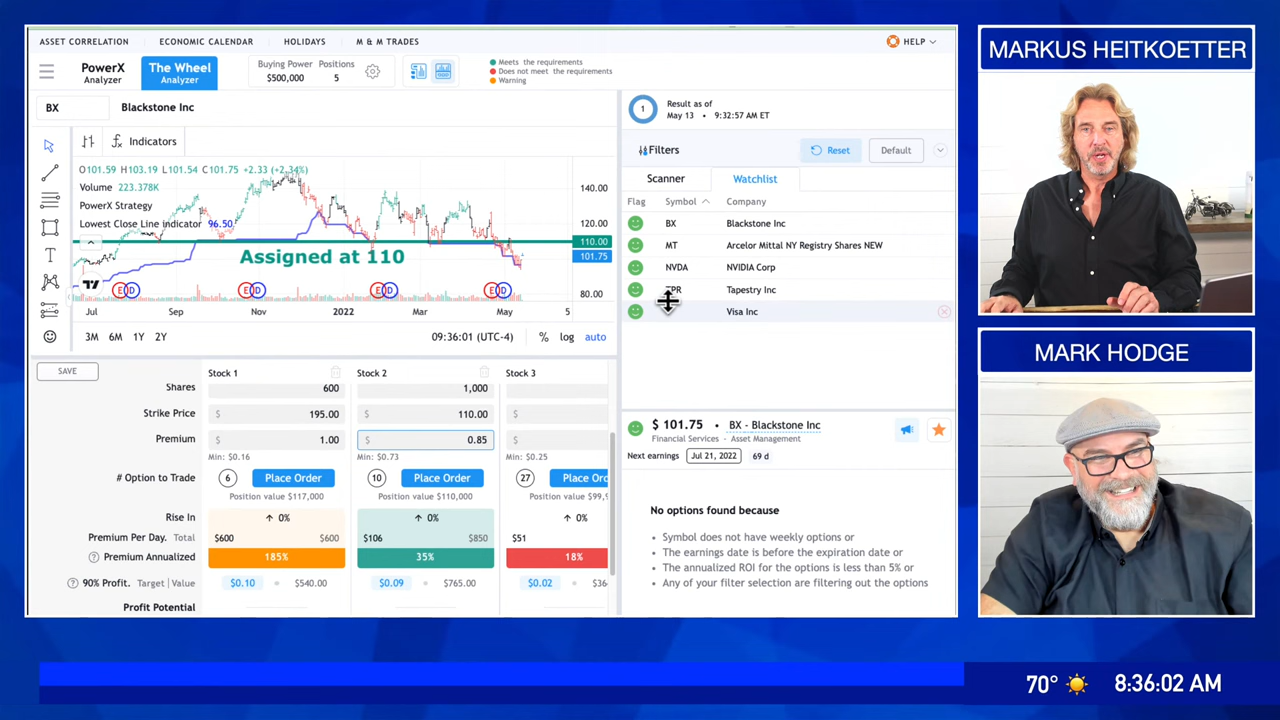 ASSET CORRELATION ECONOMIC CALENDAR HOLIDAYS M & M TRADES HELP
PowerX Analyzer
The Wheel Analyzer
Buying Power $500,000
Positions 5
Meets the requirements
Does not meet the requirements
Warning
BX Blackstone Inc
Indicators
O101.59 H103.19 L101.54 C101.75 +2.33 (+2.34%)
Volume 223.378K
PowerX Strategy
Lowest Close Line indicator 96.50
Assigned at 110
140.00
120.00
110.00
101.75
80.00
E D E D E D E D
Jul Sep Nov 2022 Mar May 5
3M 6M 1Y 2Y 09:36:01 (UTC-4) % log auto
SAVE Stock 1 Stock 2 Stock 3
Shares 600 1,000
Strike Price $ 195.00 $ 110.00 $
Premium $ 1.00 $ 0.85 $
Min: $0.16 Min: $0.73 Min: $0.25
# Option to Trade 6 Place Order 10 Place Order 27 Place Ord
Position value $117,000 Position value $110,000 Position value $99,9
Rise In ↑ 0% ↑ 0% ↑ 0%
Premium Per Day. Total $600 $600 $106 $850 $51
? Premium Annualized 185% 35% 18%
? 90% Profit. Target | Value $0.10 $540.00 $0.09 $765.00 $0.02 $36
Profit Potential
1 Result as of
May 13 • 9:32:57 AM ET
Filters Reset Default
Scanner Watchlist
Flag Symbol Company
BX Blackstone Inc
MT Arcelor Mittal NY Registry Shares NEW
NVDA NVIDIA Corp
TPR Tapestry Inc
Visa Inc
$ 101.75 • BX - Blackstone Inc
Financial Services • Asset Management
Next earnings Jul 21, 2022 69 d
No options found because
• Symbol does not have weekly options or
• The earnings date is before the expiration date or
• The annualized ROI for the options is less than 5% or
• Any of your filter selection are filtering out the options
MARKUS HEITKOETTER
MARK HODGE
70° 8:36:02 AM